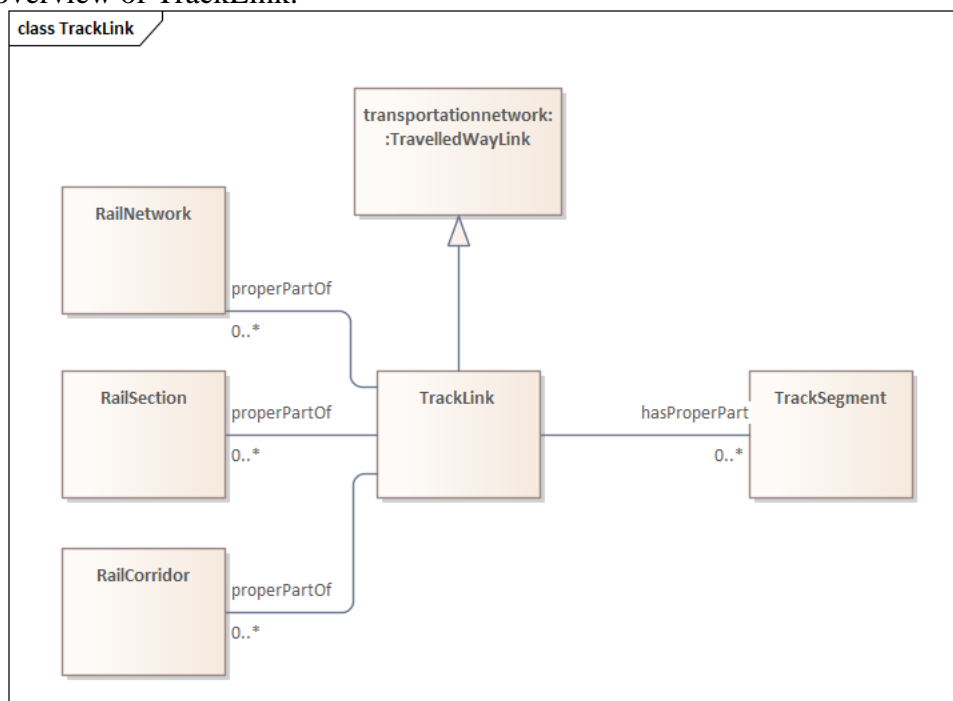 overview of TrackLink.
class TrackLink
transportationnetwork:
:TravelledWayLink
RailNetwork
properPartOf
0..*
RailSection
properPartOf
0..*
TrackLink
hasProperPart
0..*
TrackSegment
RailCorridor
properPartOf
0..*